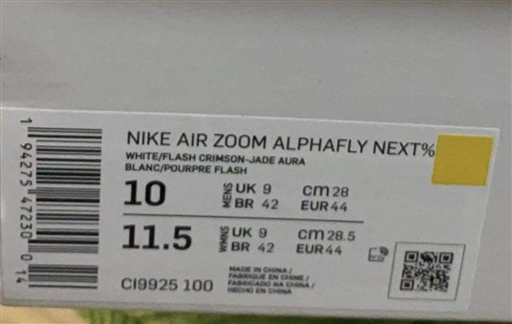 NIKE AIR ZOOM ALPHAFLY NEXT%
WHITE/FLASH CRIMSON-JADE AURA
BLANC/POURPRE FLASH
10 MENS UK 9 cm 28
BR 42 EUR 44
11.5 WMNS UK 9 cm 28.5
BR 42 EUR 44
CI9925 100
MADE IN CHINA /
FABRIQUE EN CHINE /
FABRICADO NA CHINA /
HECHO EN CHINA
1 94275 47230 0 14